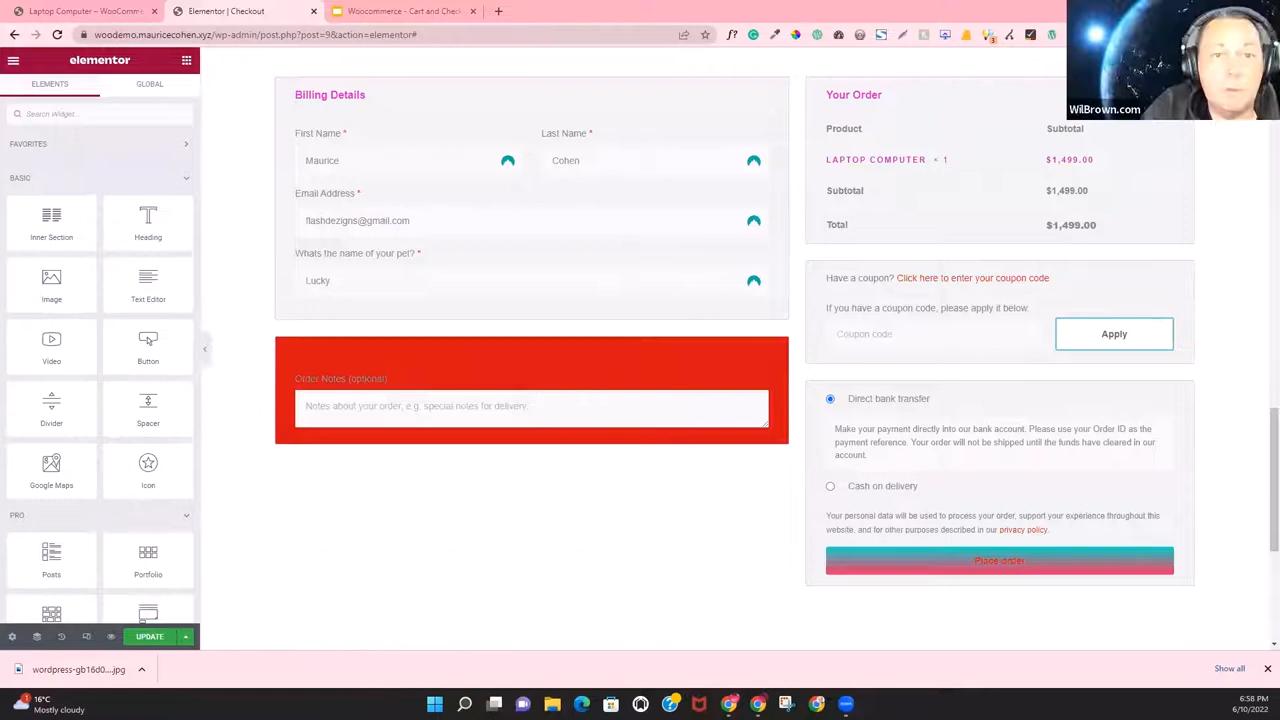 Laptop Computer – WooComm
Elementor | Checkout
Woocommerce - Cart and Check
woodemo.mauricecohen.xyz/wp-admin/post.php?post=9&action=elementor#
WilBrown.com
elementor
ELEMENTS
GLOBAL
Search Widget...
FAVORITES
BASIC
Inner Section
Heading
Image
Text Editor
Video
Button
Divider
Spacer
Google Maps
Icon
PRO
Posts
Portfolio
UPDATE
Billing Details
First Name *
Last Name *
Maurice
Cohen
Email Address *
flashdezigns@gmail.com
Whats the name of your pet? *
Lucky
Order Notes (optional)
Notes about your order, e.g. special notes for delivery.
Your Order
Product
Subtotal
LAPTOP COMPUTER × 1
$1,499.00
Subtotal
$1,499.00
Total
$1,499.00
Have a coupon? Click here to enter your coupon code
If you have a coupon code, please apply it below.
Coupon code
Apply
Direct bank transfer
Make your payment directly into our bank account. Please use your Order ID as the
payment reference. Your order will not be shipped until the funds have cleared in our
account.
Cash on delivery
Your personal data will be used to process your order, support your experience throughout this
website, and for other purposes described in our privacy policy.
Place order
wordpress-gb16d0....jpg
Show all
16°C
Mostly cloudy
6:58 PM
6/10/2022